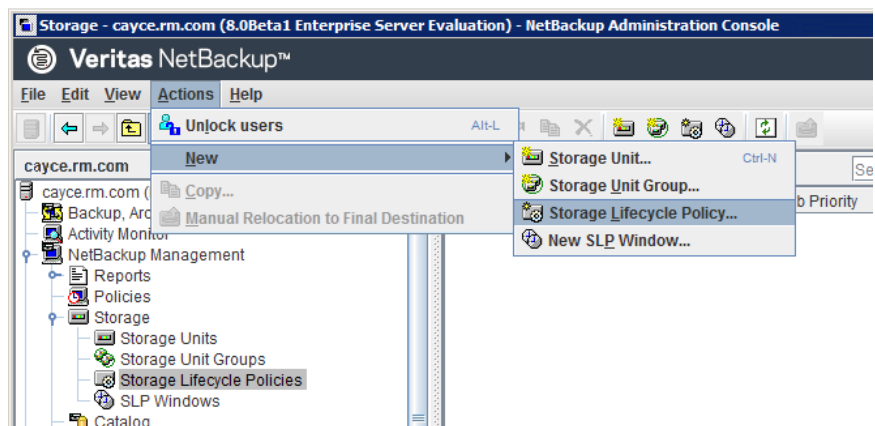 Storage - cayce.rm.com (8.0Beta1 Enterprise Server Evaluation) - NetBackup Administration Console
Veritas NetBackup™
File Edit View Actions Help
Unlock users Alt-L
New
Copy...
Manual Relocation to Final Destination
Storage Unit... Ctrl-N
Storage Unit Group...
Storage Lifecycle Policy...
New SLP Window...
Se
b Priority
cayce.rm.com
cayce.rm.com (
Backup, Arc
Activity Monitor
NetBackup Management
Reports
Policies
Storage
Storage Units
Storage Unit Groups
Storage Lifecycle Policies
SLP Windows
Catalog